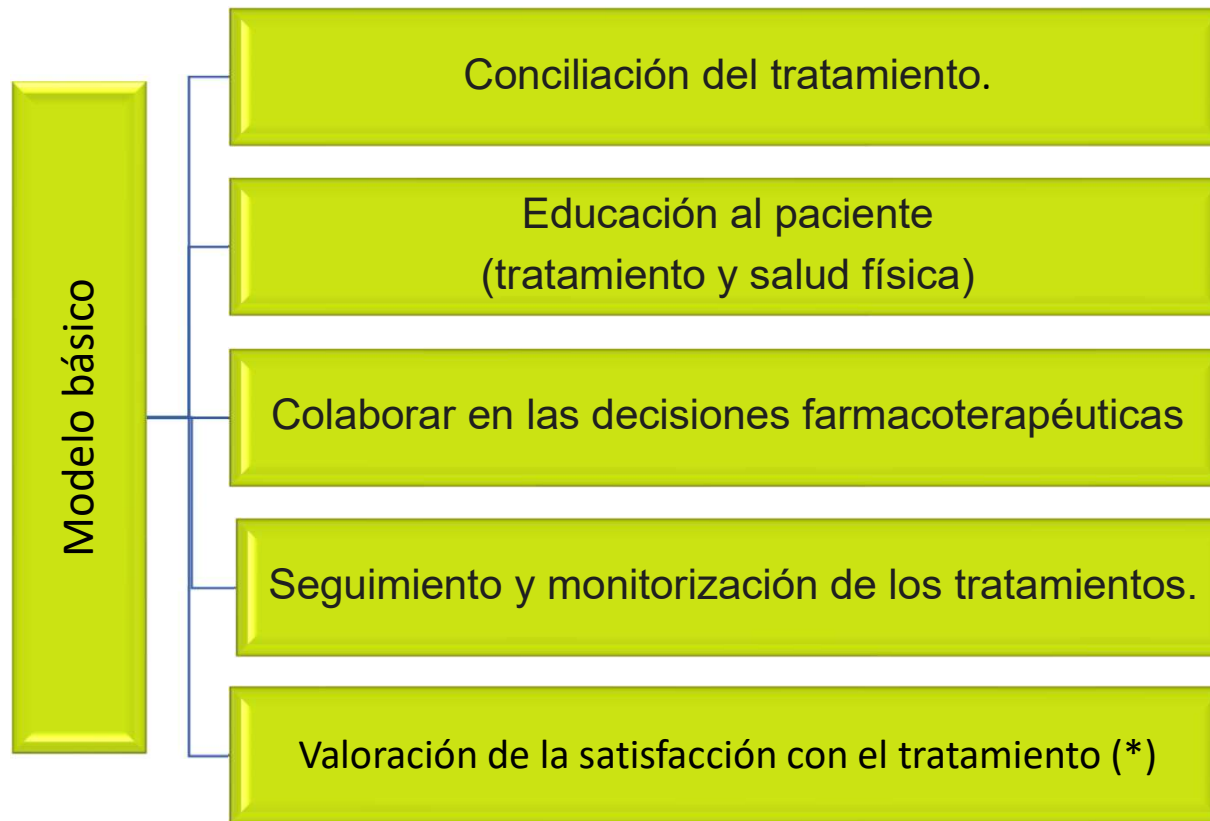 Modelo básico
Conciliación del tratamiento.
Educación al paciente
(tratamiento y salud física)
Colaborar en las decisiones farmacoterapéuticas
Seguimiento y monitorización de los tratamientos.
Valoración de la satisfacción con el tratamiento (*)